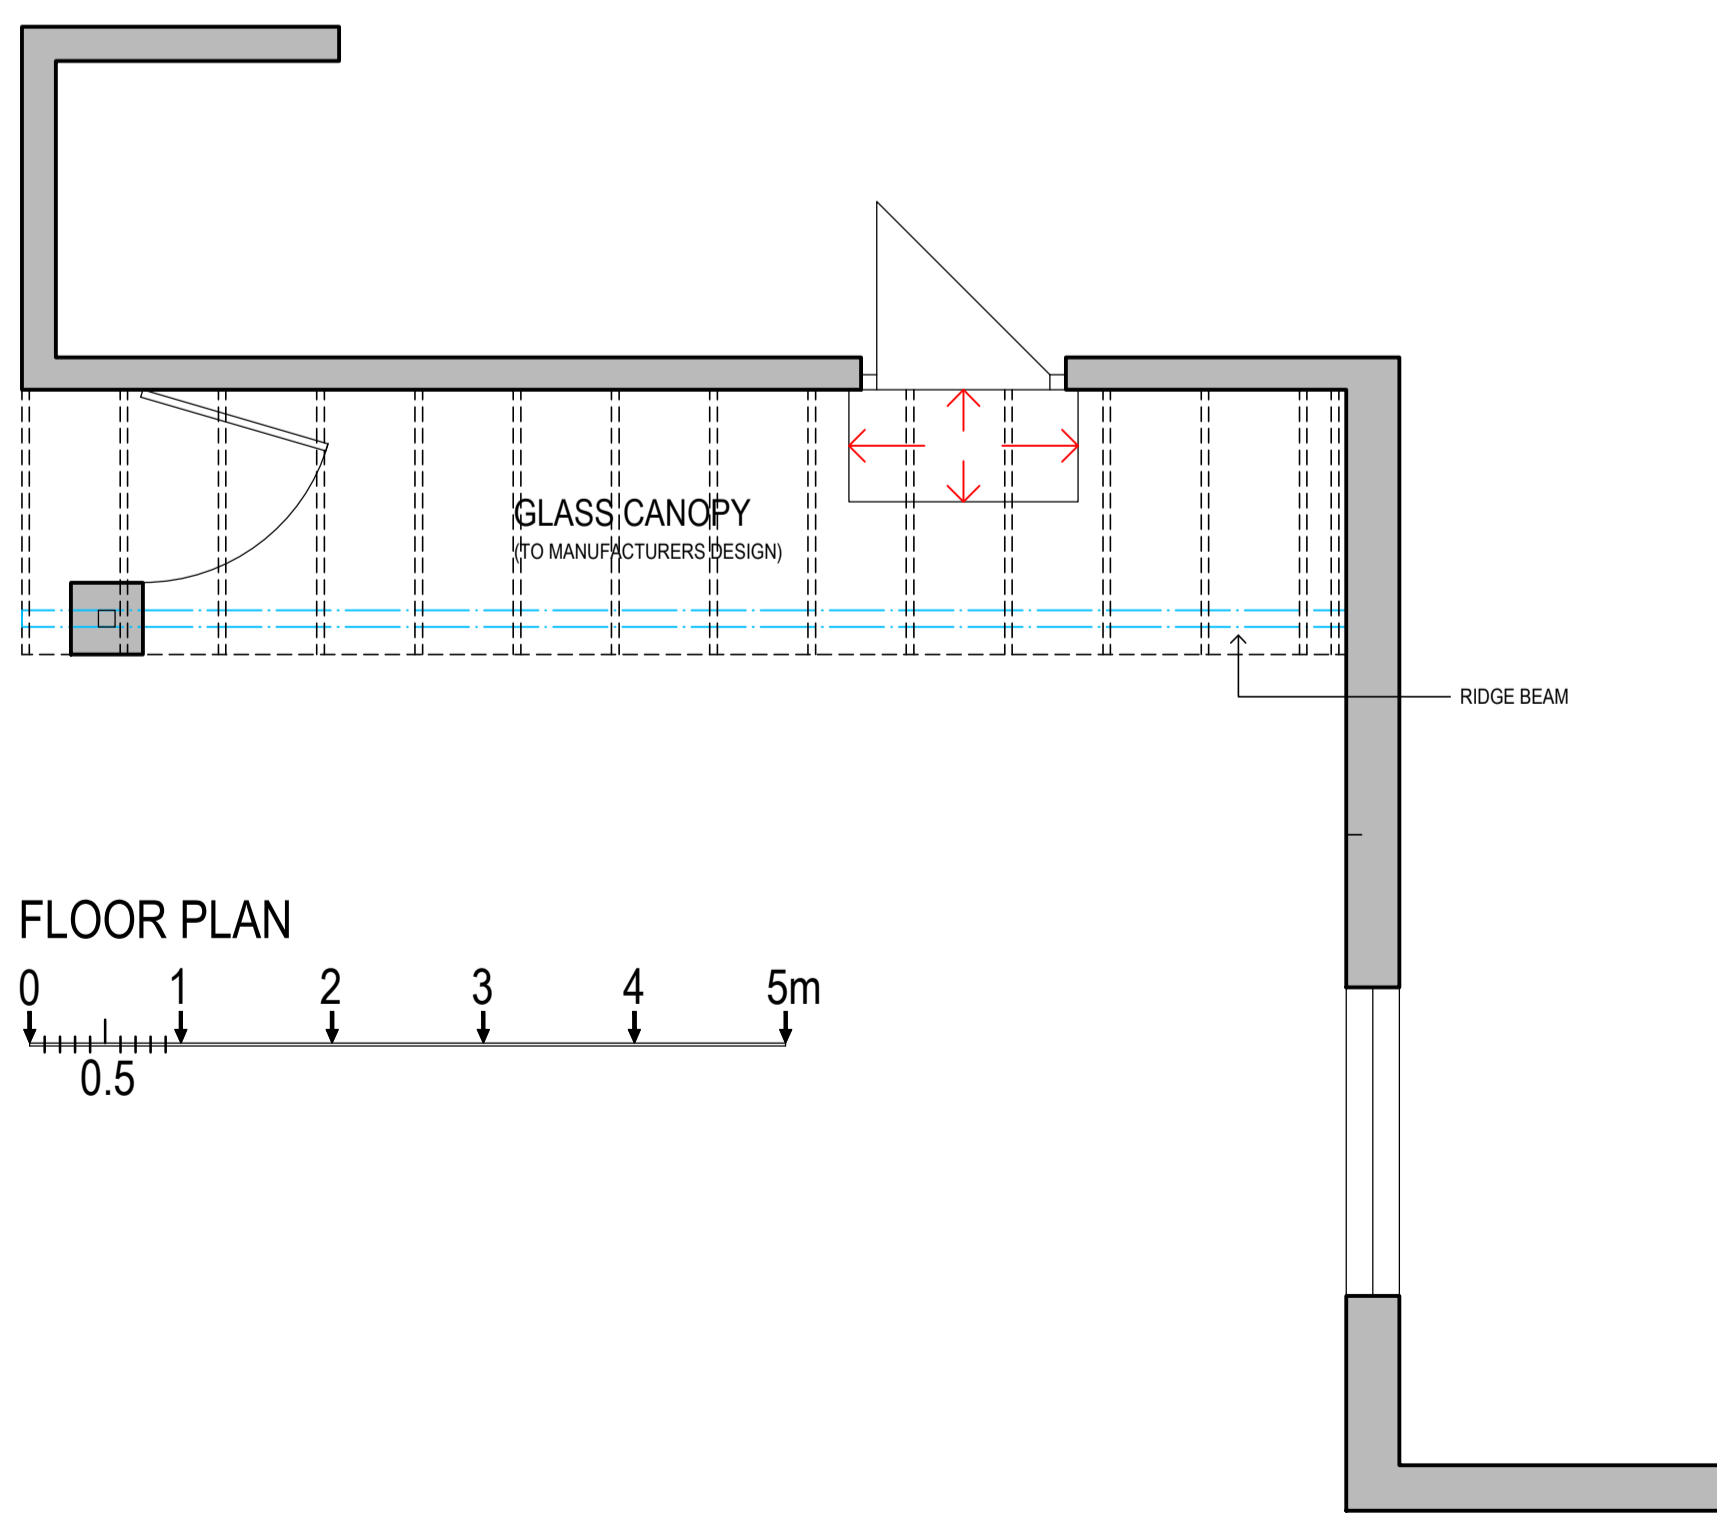 GLASS CANOPY
(TO MANUFACTURERS DESIGN)
RIDGE BEAM
FLOOR PLAN
0 1 2 3 4 5m
0.5